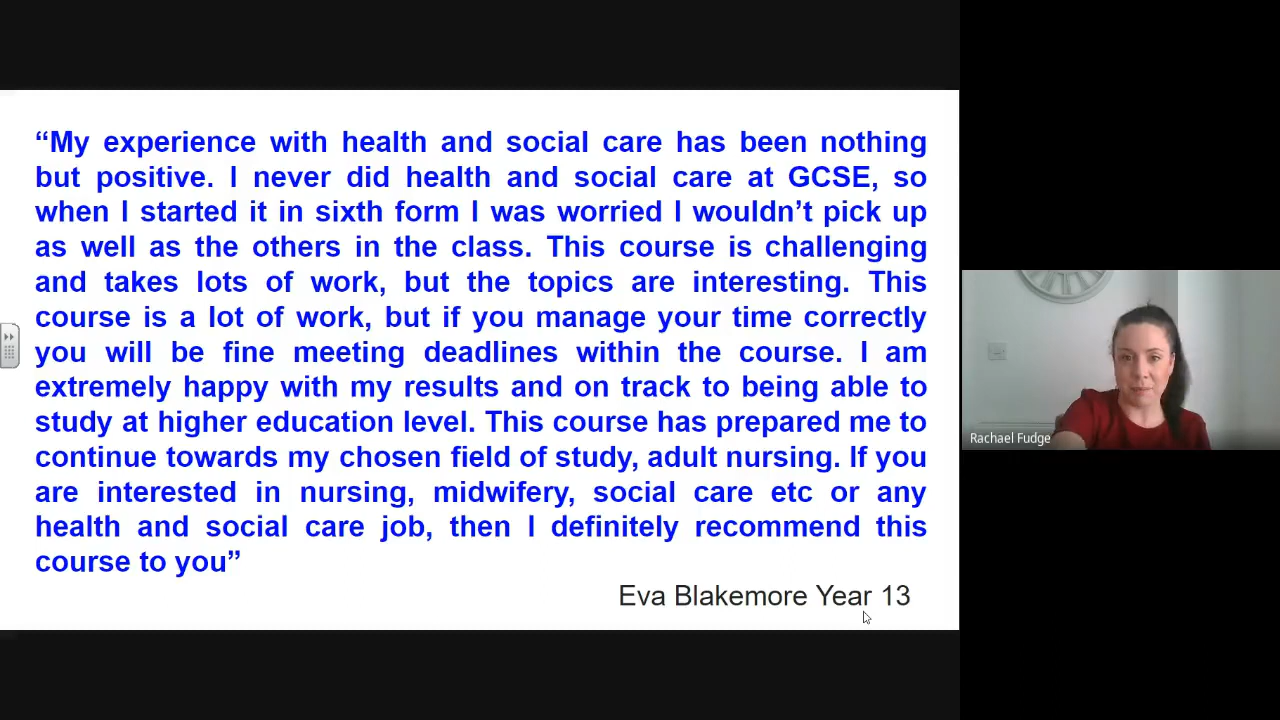 “My experience with health and social care has been nothing
but positive. I never did health and social care at GCSE, so
when I started it in sixth form I was worried I wouldn’t pick up
as well as the others in the class. This course is challenging
and takes lots of work, but the topics are interesting. This
course is a lot of work, but if you manage your time correctly
you will be fine meeting deadlines within the course. I am
extremely happy with my results and on track to being able to
study at higher education level. This course has prepared me to
continue towards my chosen field of study, adult nursing. If you
are interested in nursing, midwifery, social care etc or any
health and social care job, then I definitely recommend this
course to you”
Eva Blakemore Year 13
Rachael Fudge